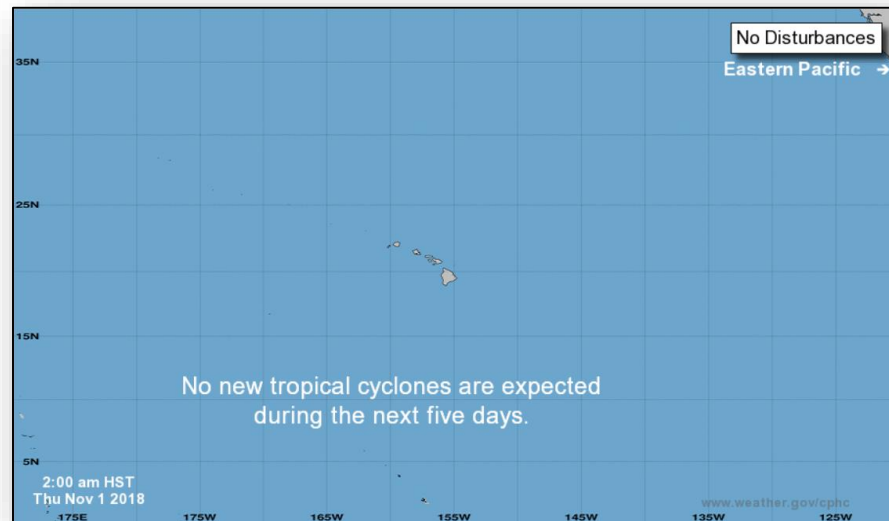 No Disturbances
35N
Eastern Pacific →
25N
15N
No new tropical cyclones are expected
during the next five days.
5N
2:00 am HST
Thu Nov 1 2018
www.weather.gov/cphc
175E 175W 165W 155W 145W 135W 125W